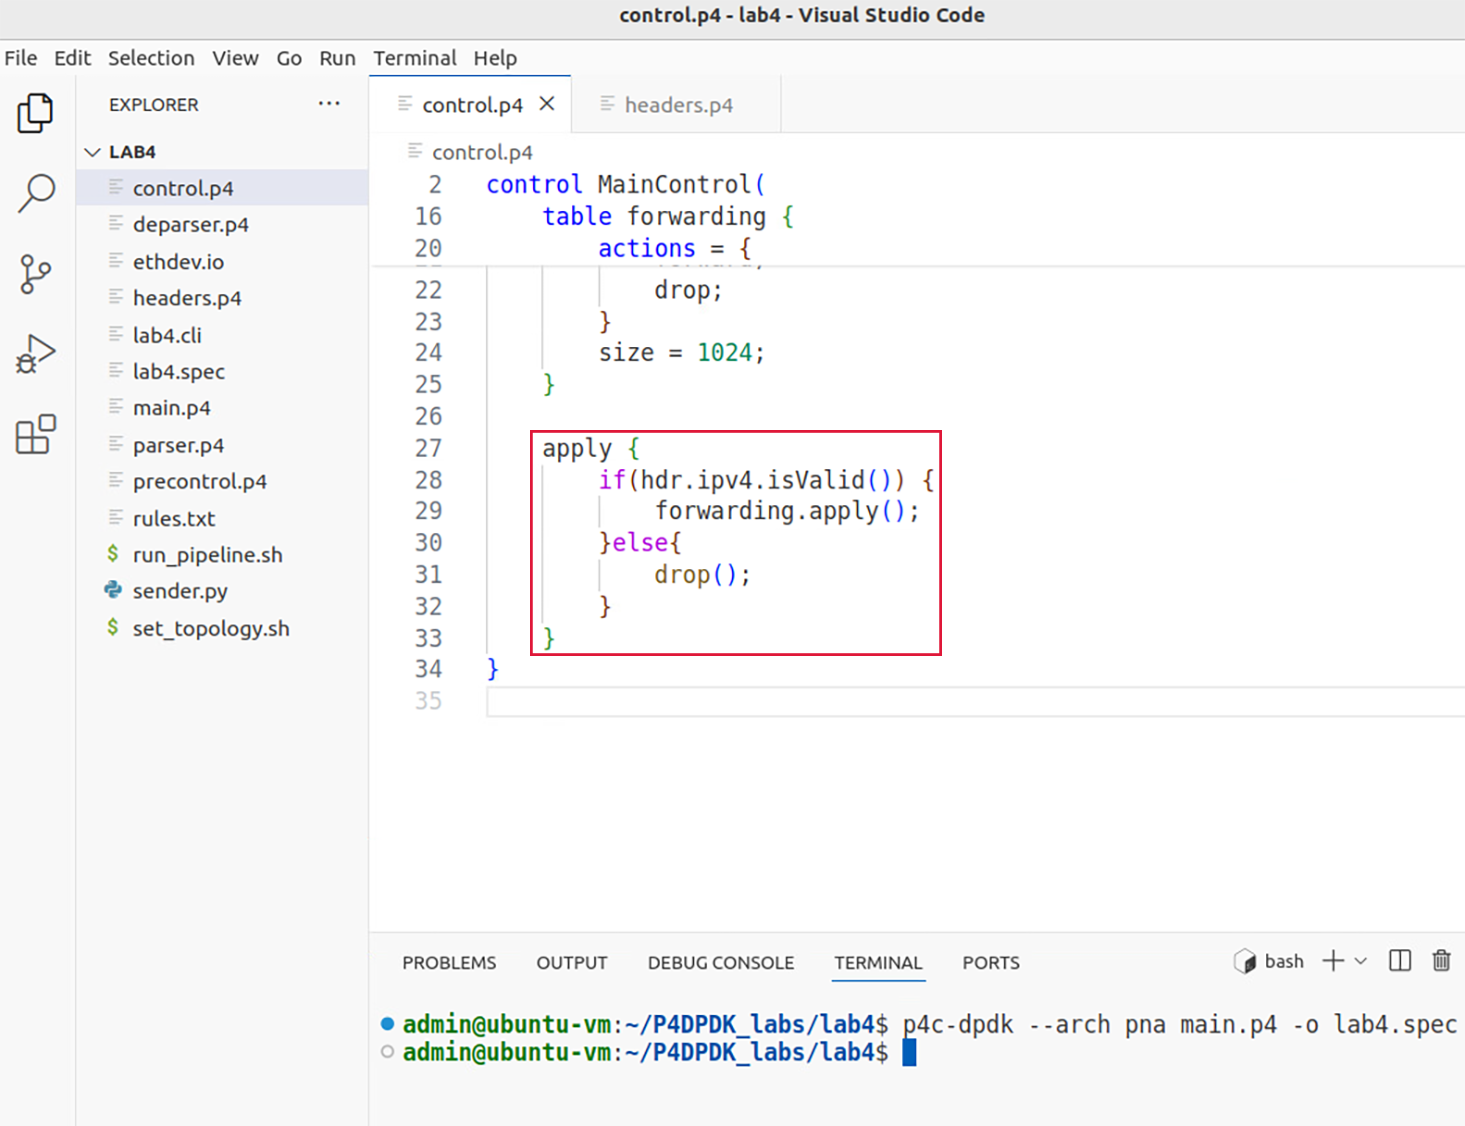 control.p4 - lab4 - Visual Studio Code
File Edit Selection View Go Run Terminal Help
EXPLORER ...
LAB4
control.p4
deparser.p4
ethdev.io
headers.p4
lab4.cli
lab4.spec
main.p4
parser.p4
precontrol.p4
rules.txt
$ run_pipeline.sh
sender.py
$ set_topology.sh
control.p4 headers.p4
control.p4
2 control MainControl(
16 table forwarding {
20 actions = {
22 drop;
23 }
24 size = 1024;
25 }
26
27 apply {
28 if(hdr.ipv4.isValid()) {
29 forwarding.apply();
30 }else{
31 drop();
32 }
33 }
34 }
35
PROBLEMS OUTPUT DEBUG CONSOLE TERMINAL PORTS bash
admin@ubuntu-vm:~/P4DPDK_labs/lab4$ p4c-dpdk --arch pna main.p4 -o lab4.spec
admin@ubuntu-vm:~/P4DPDK_labs/lab4$